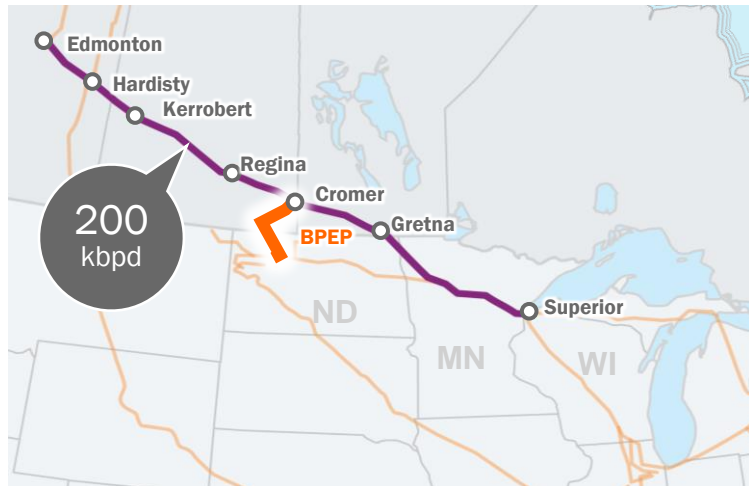 Edmonton
Hardisty
Kerrobert
Regina
200
kbpd
Cromer
BPEP
Gretna
ND
MN
WI
Superior